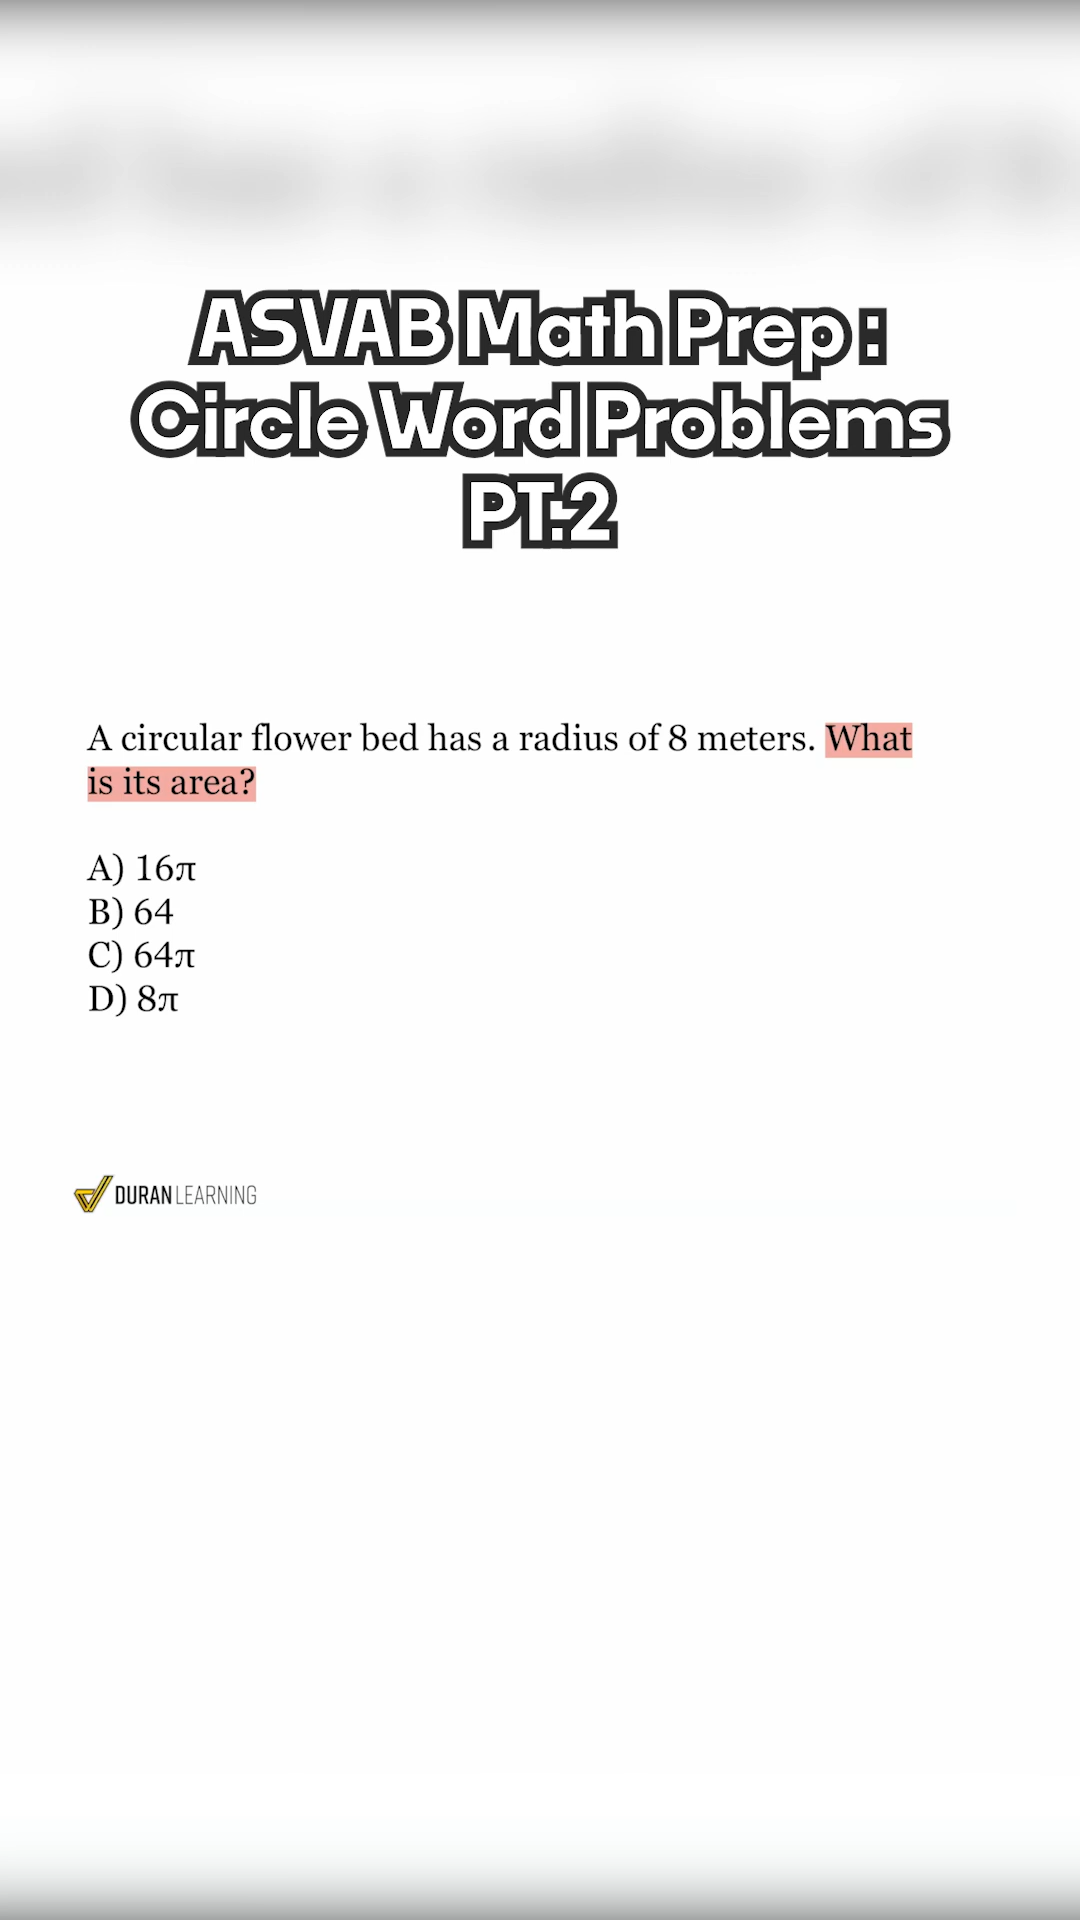 ASVAB Math Prep :
Circle Word Problems
PT.2
A circular flower bed has a radius of 8 meters. What
is its area?
A) 16π
B) 64
C) 64π
D) 8π
DURAN LEARNING